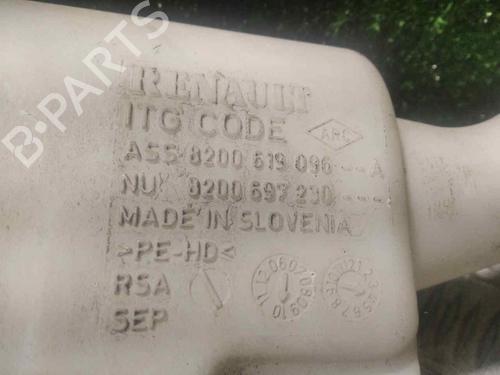 RENAULT
ITG CODE
ARC
ASS 8200 619 096 -- A
NU 8200 697 230 ---
MADE IN SLOVENIA
>PE-HD<
RSA
SEP
B PARTS